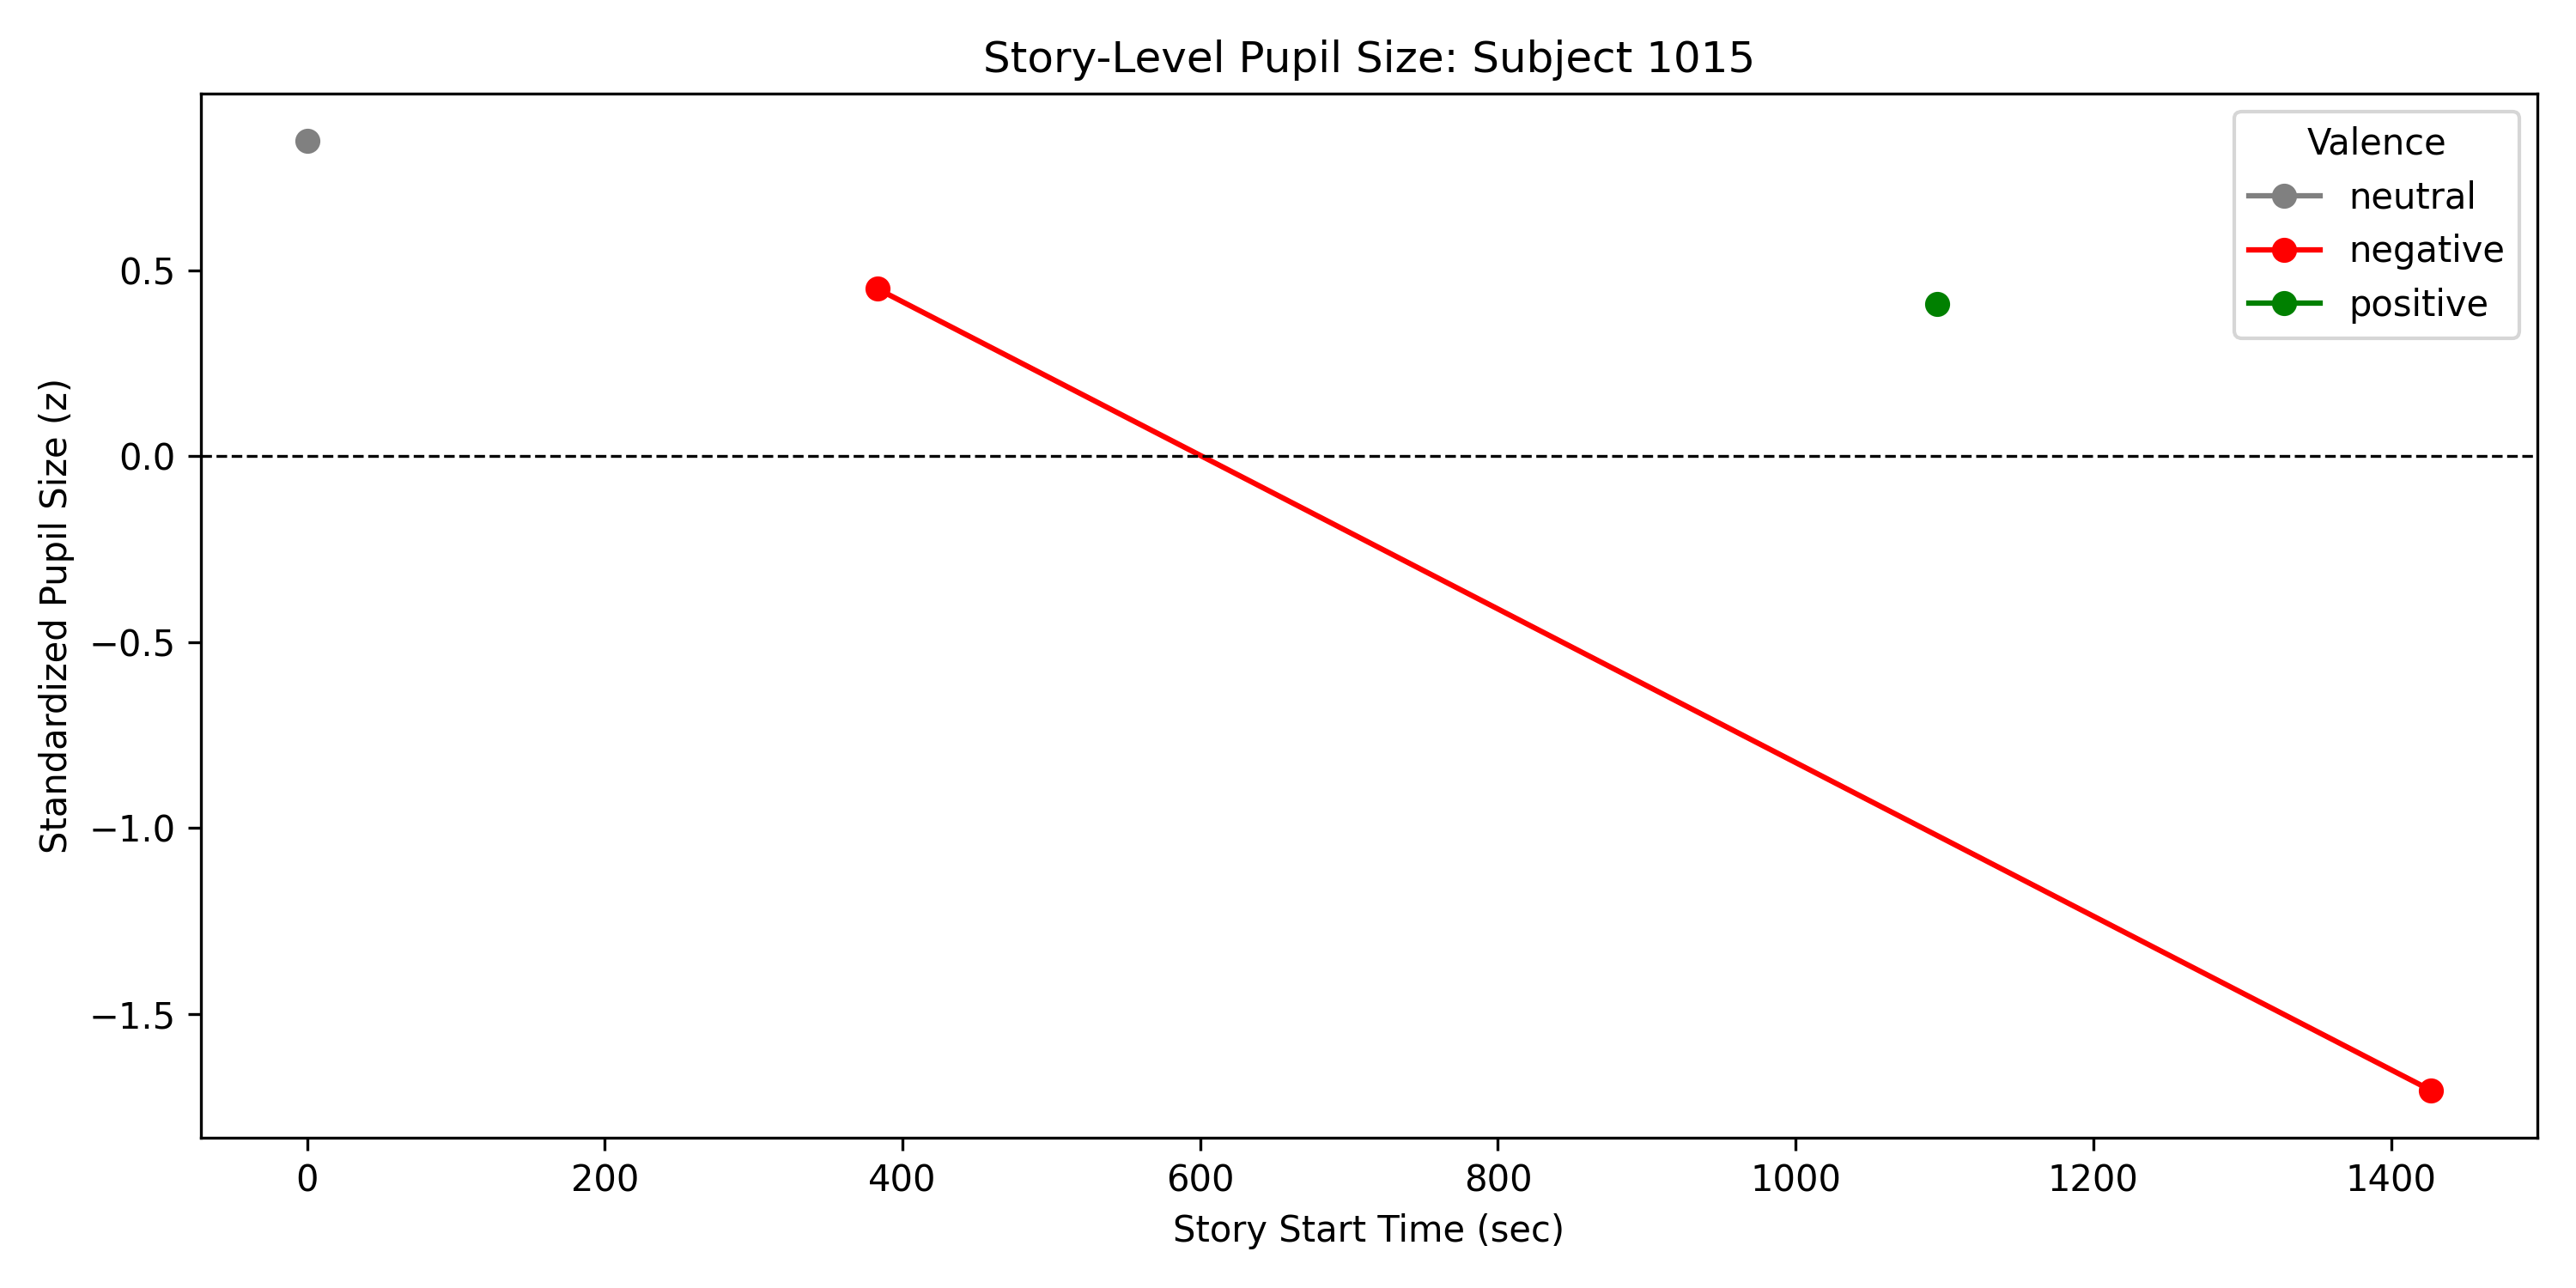 Story-Level Pupil Size: Subject 1015
Valence
neutral
negative
positive
Standardized Pupil Size (z)
0.5
0.0
−0.5
−1.0
−1.5
0 200 400 600 800 1000 1200 1400
Story Start Time (sec)